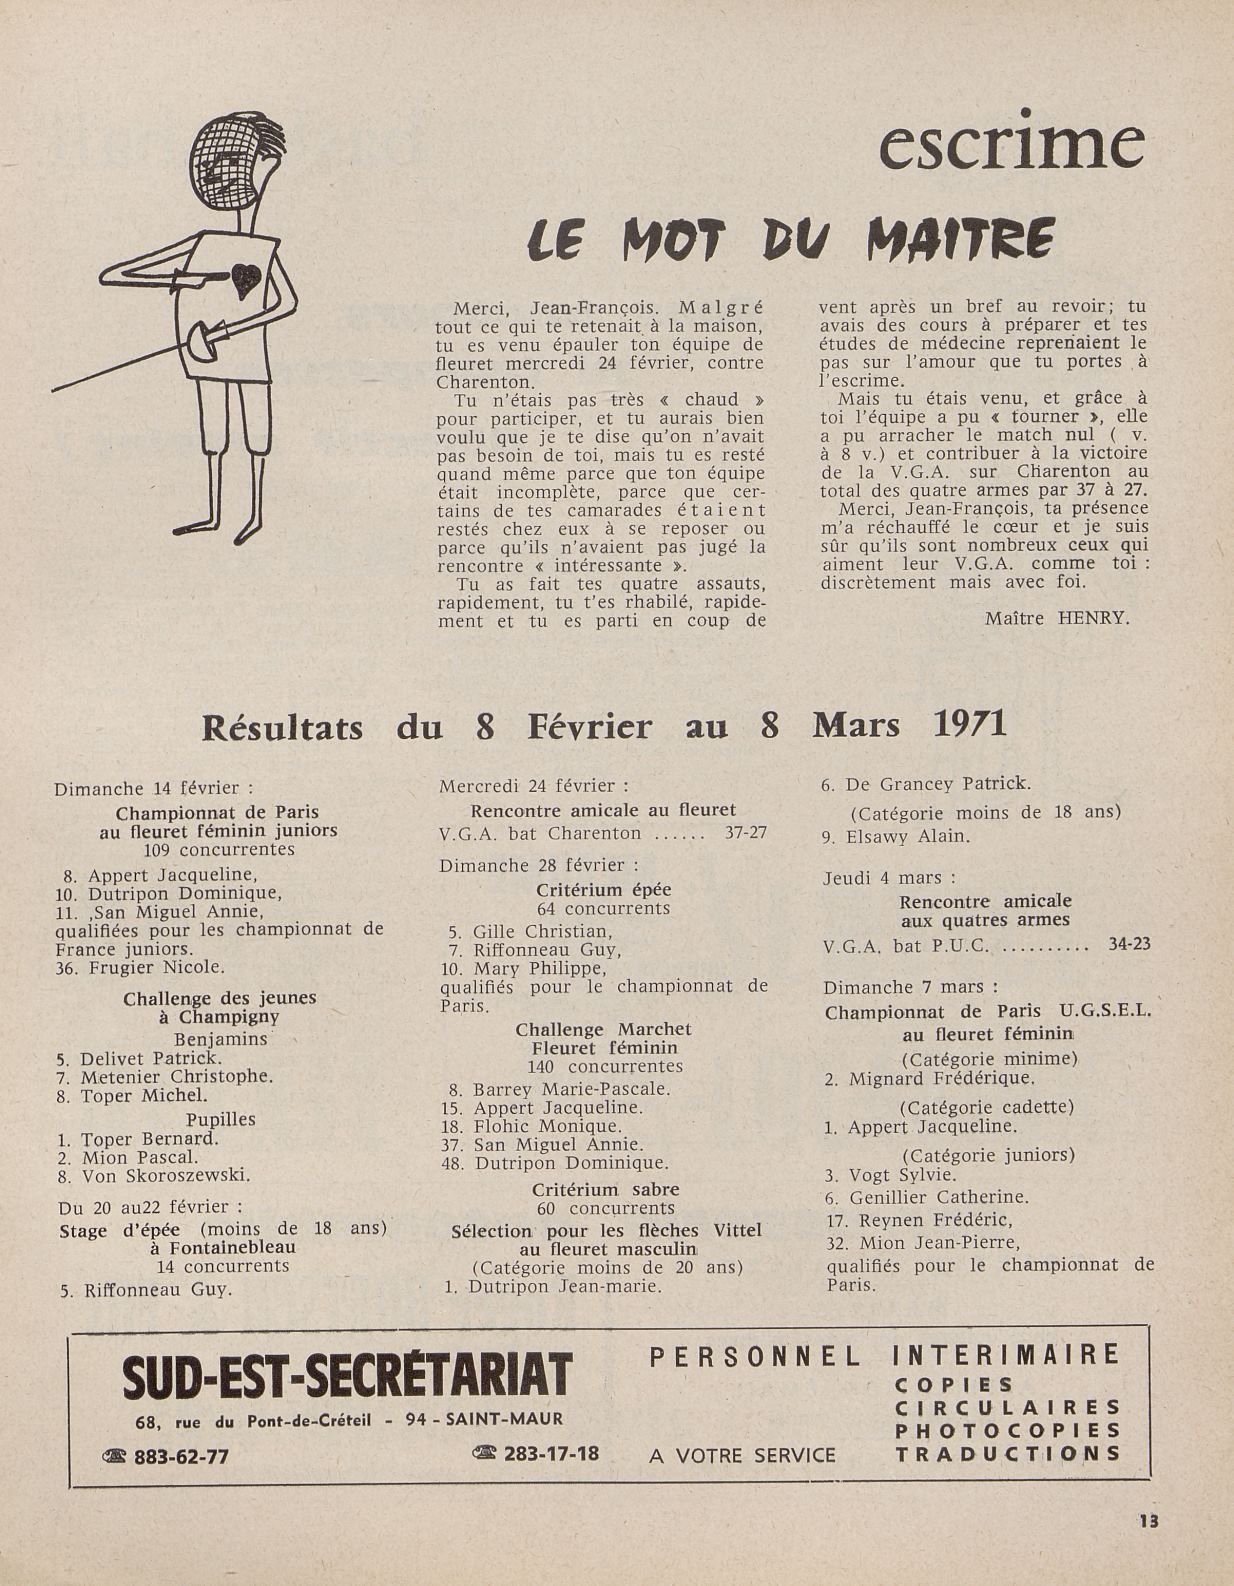 escrime
LE MOT DU MAITRE
Merci, Jean-François. Malgré
tout ce qui te retenait à la maison,
tu es venu épauler ton équipe de
fleuret mercredi 24 février, contre
Charenton.
Tu n'étais pas très « chaud »
pour participer, et tu aurais bien
voulu que je te dise qu'on n'avait
pas besoin de toi, mais tu es resté
quand même parce que ton équipe
était incomplète, parce que cer-
tains de tes camarades étaient
restés chez eux à se reposer ou
parce qu'ils n'avaient pas jugé la
rencontre « intéressante ».
Tu as fait tes quatre assauts,
rapidement, tu t'es rhabilé, rapide-
ment et tu es parti en coup de
vent après un bref au revoir; tu
avais des cours à préparer et tes
études de médecine reprenaient le
pas sur l'amour que tu portes à
l'escrime.
Mais tu étais venu, et grâce à
toi l'équipe a pu « tourner », elle
a pu arracher le match nul ( v.
à 8 v.) et contribuer à la victoire
de la V.G.A. sur Charenton au
total des quatre armes par 37 à 27.
Merci, Jean-François, ta présence
m'a réchauffé le cœur et je suis
sûr qu'ils sont nombreux ceux qui
aiment leur V.G.A. comme toi :
discrètement mais avec foi.
Maître HENRY.
Résultats du 8 Février au 8 Mars 1971
Dimanche 14 février :
Championnat de Paris
au fleuret féminin juniors
109 concurrentes
8. Appert Jacqueline,
10. Dutripon Dominique,
11. ,San Miguel Annie,
qualifiées pour les championnat de
France juniors.
36. Frugier Nicole.
Challenge des jeunes
à Champigny
Benjamins
5. Delivet Patrick.
7. Metenier Christophe.
8. Toper Michel.
Pupilles
1. Toper Bernard.
2. Mion Pascal.
8. Von Skoroszewski.
Du 20 au22 février :
Stage d'épée (moins de 18 ans)
à Fontainebleau
14 concurrents
5. Riffonneau Guy.
Mercredi 24 février :
Rencontre amicale au fleuret
V.G.A. bat Charenton ...... 37-27
Dimanche 28 février :
Critérium épée
64 concurrents
5. Gille Christian,
7. Riffonneau Guy,
10. Mary Philippe,
qualifiés pour le championnat de
Paris.
Challenge Marchet
Fleuret féminin
140 concurrentes
8. Barrey Marie-Pascale.
15. Appert Jacqueline.
18. Flohic Monique.
37. San Miguel Annie.
48. Dutripon Dominique.
Critérium sabre
60 concurrents
Sélection pour les flèches Vittel
au fleuret masculin
(Catégorie moins de 20 ans)
1. Dutripon Jean-marie.
6. De Grancey Patrick.
(Catégorie moins de 18 ans)
9. Elsawy Alain.
Jeudi 4 mars :
Rencontre amicale
aux quatres armes
V.G.A. bat P.U.C. .......... 34-23
Dimanche 7 mars :
Championnat de Paris U.G.S.E.L.
au fleuret féminin
(Catégorie minime)
2. Mignard Frédérique.
(Catégorie cadette)
1. Appert Jacqueline.
(Catégorie juniors)
3. Vogt Sylvie.
6. Genillier Catherine.
17. Reynen Frédéric,
32. Mion Jean-Pierre,
qualifiés pour le championnat de
Paris.
SUD-EST-SECRÉTARIAT
68, rue du Pont-de-Créteil - 94 - SAINT-MAUR
☎ 883-62-77 ☎ 283-17-18
PERSONNEL INTERIMAIRE
COPIES
CIRCULAIRES
PHOTOCOPIES
A VOTRE SERVICE TRADUCTIONS
13